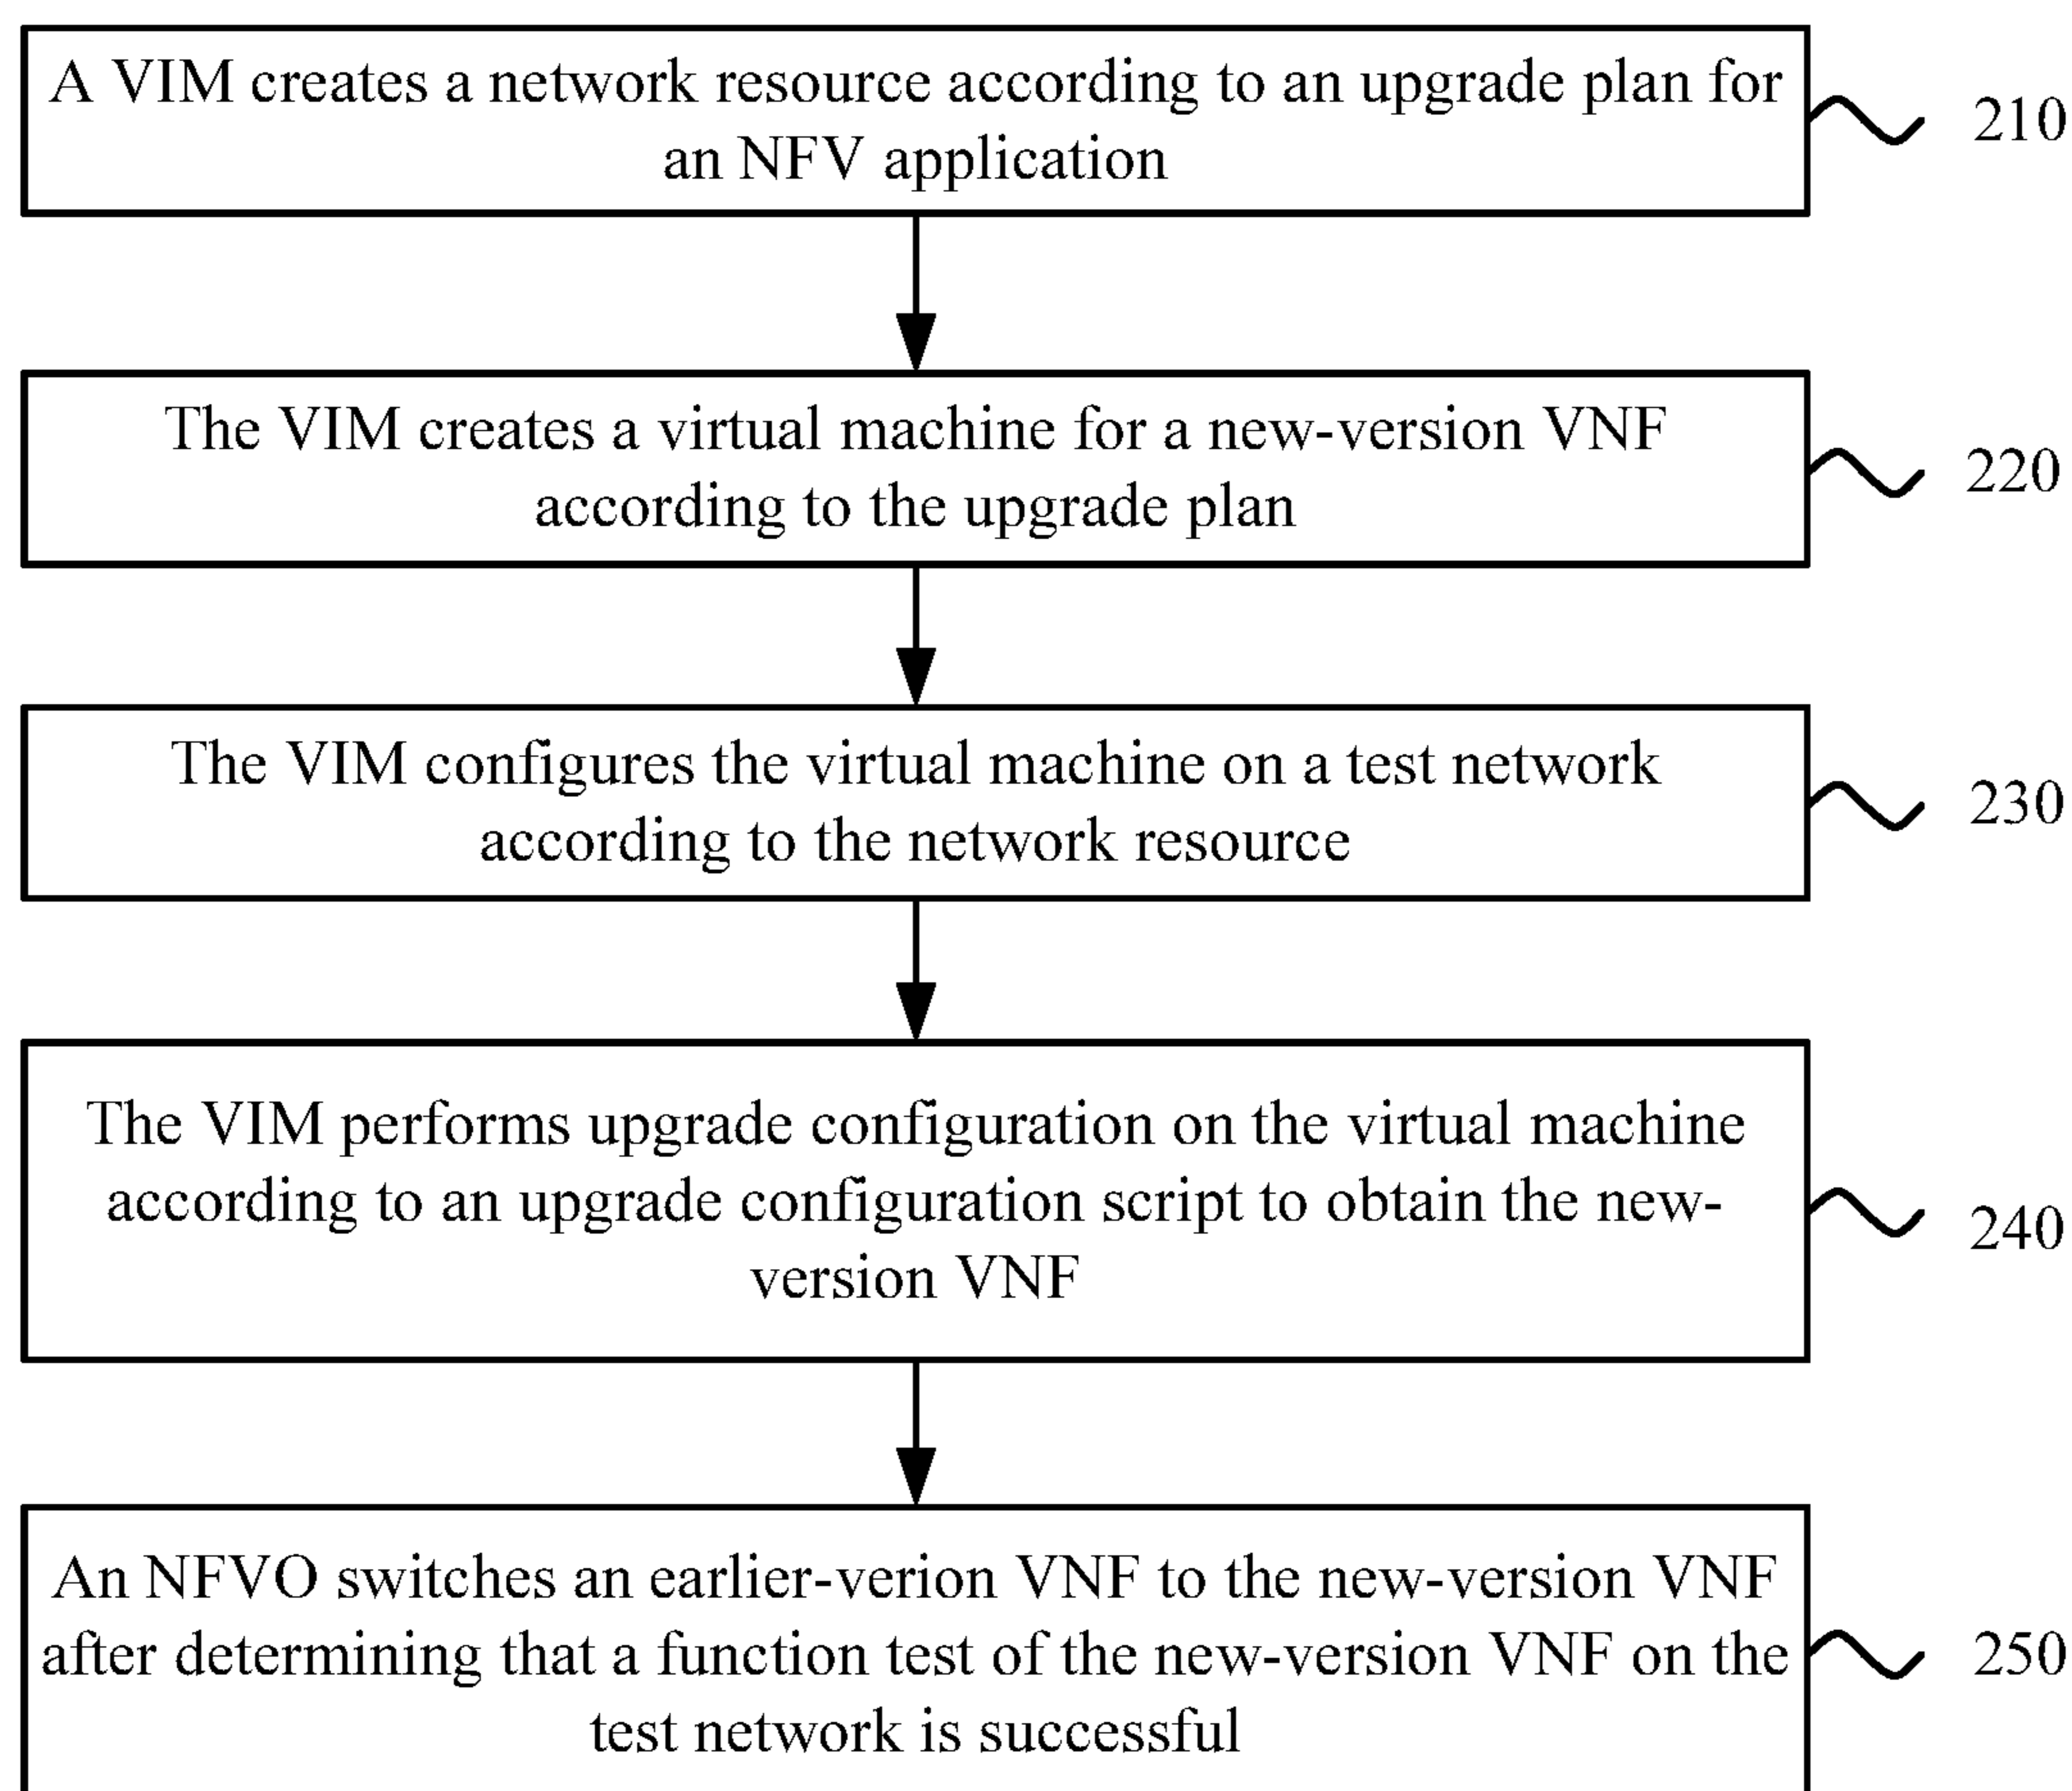 A VIM creates a network resource according to an upgrade plan for
an NFV application
210
The VIM creates a virtual machine for a new-version VNF
according to the upgrade plan
220
The VIM configures the virtual machine on a test network
according to the network resource
230
The VIM performs upgrade configuration on the virtual machine
according to an upgrade configuration script to obtain the new-
version VNF
240
An NFVO switches an earlier-verion VNF to the new-version VNF
after determining that a function test of the new-version VNF on the
test network is successful
250